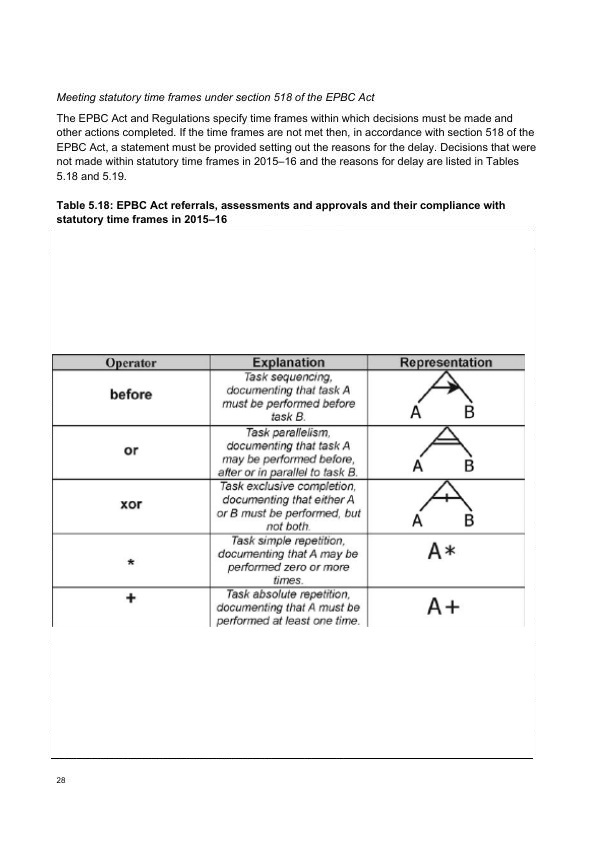 Meeting statutory time frames under section 518 of the EPBC Act
The EPBC Act and Regulations specify time frames within which decisions must be made and
other actions completed. If the time frames are not met then, in accordance with section 518 of the
EPBC Act, a statement must be provided setting out the reasons for the delay. Decisions that were
not made within statutory time frames in 2015–16 and the reasons for delay are listed in Tables
5.18 and 5.19.
Table 5.18: EPBC Act referrals, assessments and approvals and their compliance with
statutory time frames in 2015–16
Operator Explanation Representation
before
Task sequencing,
documenting that task A
must be performed before
task B.
A B
or
Task parallelism,
documenting that task A
may be performed before,
after or in parallel to task B.
A B
xor
Task exclusive completion,
documenting that either A
or B must be performed, but
not both.
A B
*
Task simple repetition,
documenting that A may be
performed zero or more
times.
A*
+
Task absolute repetition,
documenting that A must be
performed at least one time.
A+
28